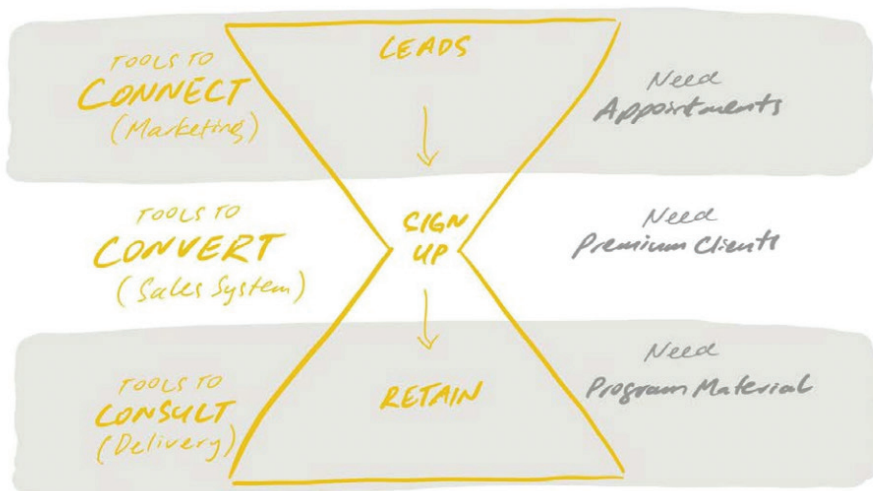 TOOLS TO
CONNECT
(Marketing)
LEADS
Need
Appointments
TOOLS TO
CONVERT
(Sales System)
SIGN
UP
Need
Premium Clients
TOOLS TO
CONSULT
(Delivery)
RETAIN
Need
Program Material